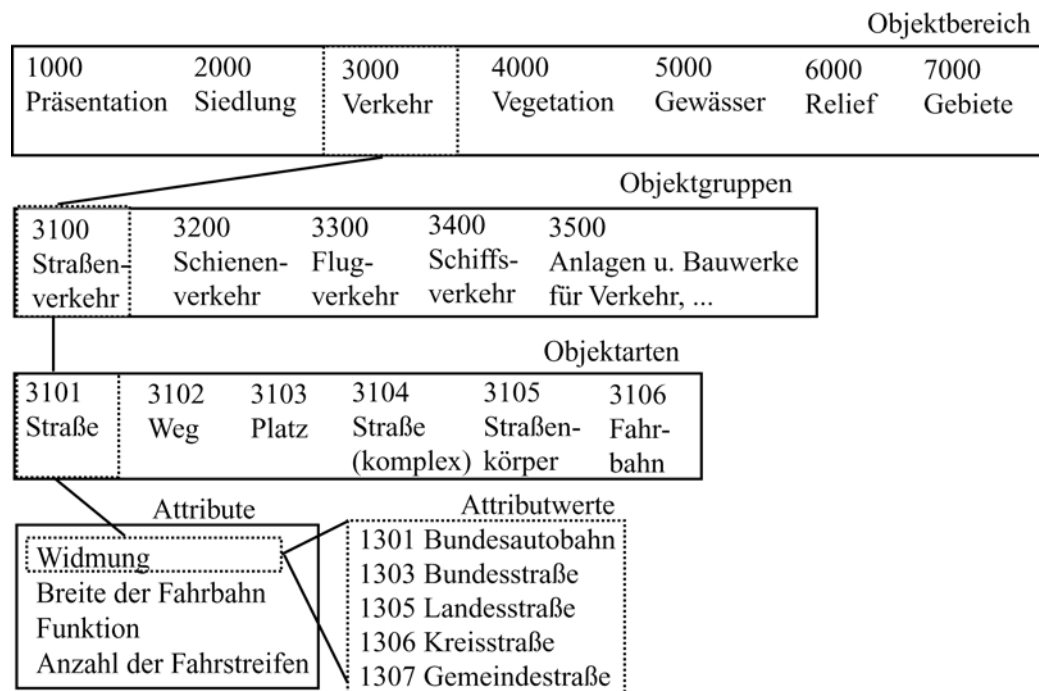 Objektbereich
1000 2000 3000 4000 5000 6000 7000
Präsentation Siedlung Verkehr Vegetation Gewässer Relief Gebiete
Objektgruppen
3100 3200 3300 3400 3500
Straßen- Schienen- Flug- Schiffs- Anlagen u. Bauwerke
verkehr verkehr verkehr verkehr für Verkehr, ...
Objektarten
3101 3102 3103 3104 3105 3106
Straße Weg Platz Straße Straßen- Fahr-
(komplex) körper bahn
Attribute
Widmung
Breite der Fahrbahn
Funktion
Anzahl der Fahrstreifen
Attributwerte
1301 Bundesautobahn
1303 Bundesstraße
1305 Landesstraße
1306 Kreisstraße
1307 Gemeindestraße